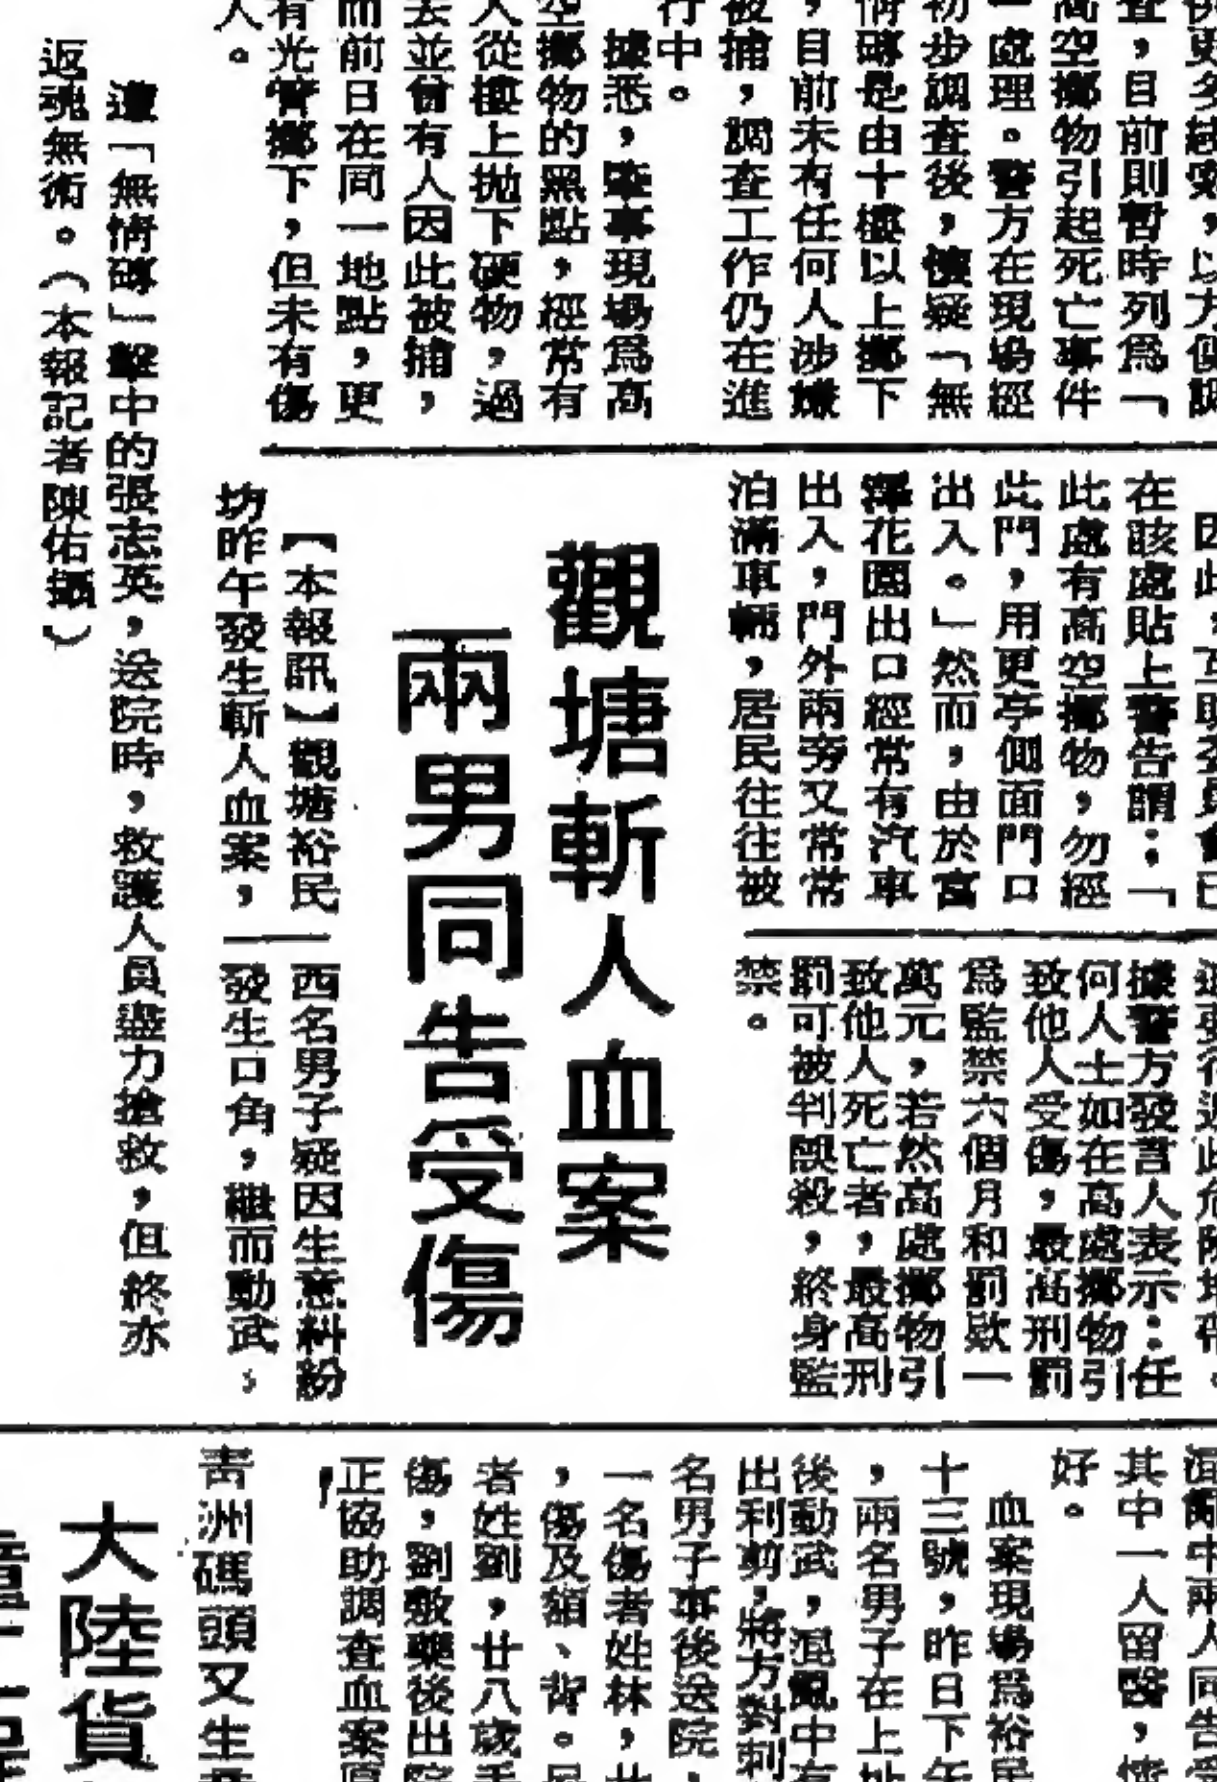 查，目前則暫時列爲「
高空擲物引起死亡事件
」處理。警方在現場經
初步調查後，懷疑「無
情磚是由十樓以上擲下
，目前未有任何人涉嫌
被捕，調查工作仍在進
行中。
據悉，肇事現場爲高
空擲物的黑點，經常有
人從樓上拋下硬物，過
去並曾有人因此被捕，
而前日在同一地點，更
有光管擲下，但未有傷
人。
在該處貼上警告謂：「
此處有高空擲物，勿經
此門，用更亭側面門口
出入。」然而，由於富
澤花園出口經常有汽車
出入，門外兩旁又常常
泊滿車輛，居民往往被
據警方發言人表示：任
何人士如在高處擲物引
致他人受傷，最高刑罰
爲監禁六個月和罰欵一
萬元，若然高處擲物引
致他人死亡者，最高刑
罰可被判誤殺，終身監
禁。
遭「無情磚」擊中的張志英，送院時，救護人員盡力搶救，但終亦
返魂無術。（本報記者陳佑攝）
觀塘斬人血案
兩男同告受傷
【本報訊】觀塘裕民
坊昨午發生斬人血案，
兩名男子疑因生意糾紛
發生口角，繼而動武，
混亂中兩人同告受
其中一人留醫，情
好。
血案現場爲裕民
十三號，昨日下午
，兩名男子在上址
後動武，混亂中有
出利剪，將方對刺
名男子事後送院，
一名傷者姓林，廿
，傷及額、背。另
者姓劉，廿八歲手
傷，劉敷藥後出院
正協助調查血案原
青洲碼頭又生
大陸貨